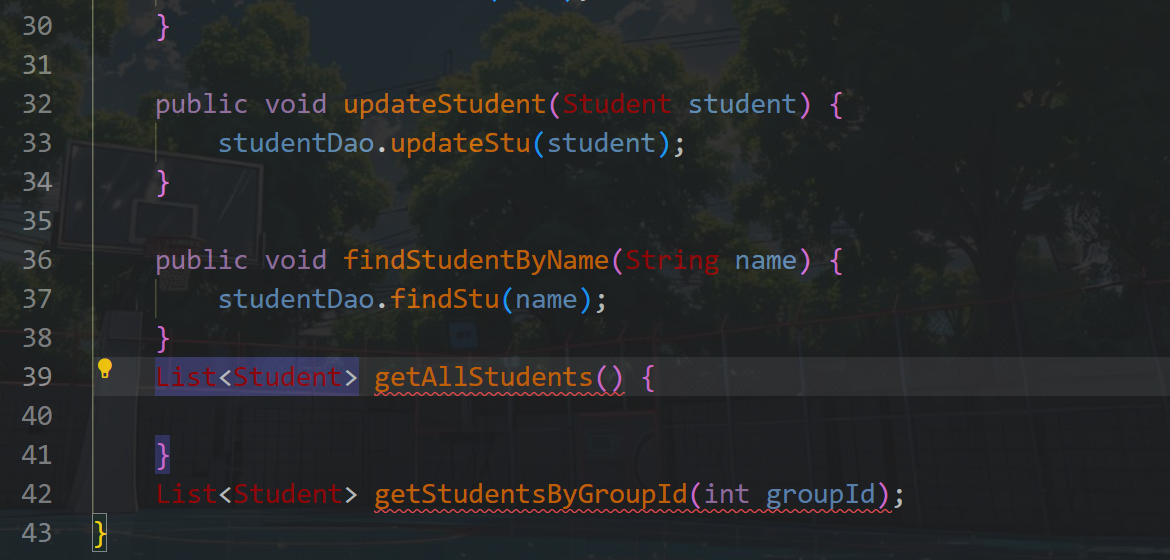 30 }
31
32 public void updateStudent(Student student) {
33 studentDao.updateStu(student);
34 }
35
36 public void findStudentByName(String name) {
37 studentDao.findStu(name);
38 }
39 List<Student> getAllStudents() {
40
41 }
42 List<Student> getStudentsByGroupId(int groupId);
43 }